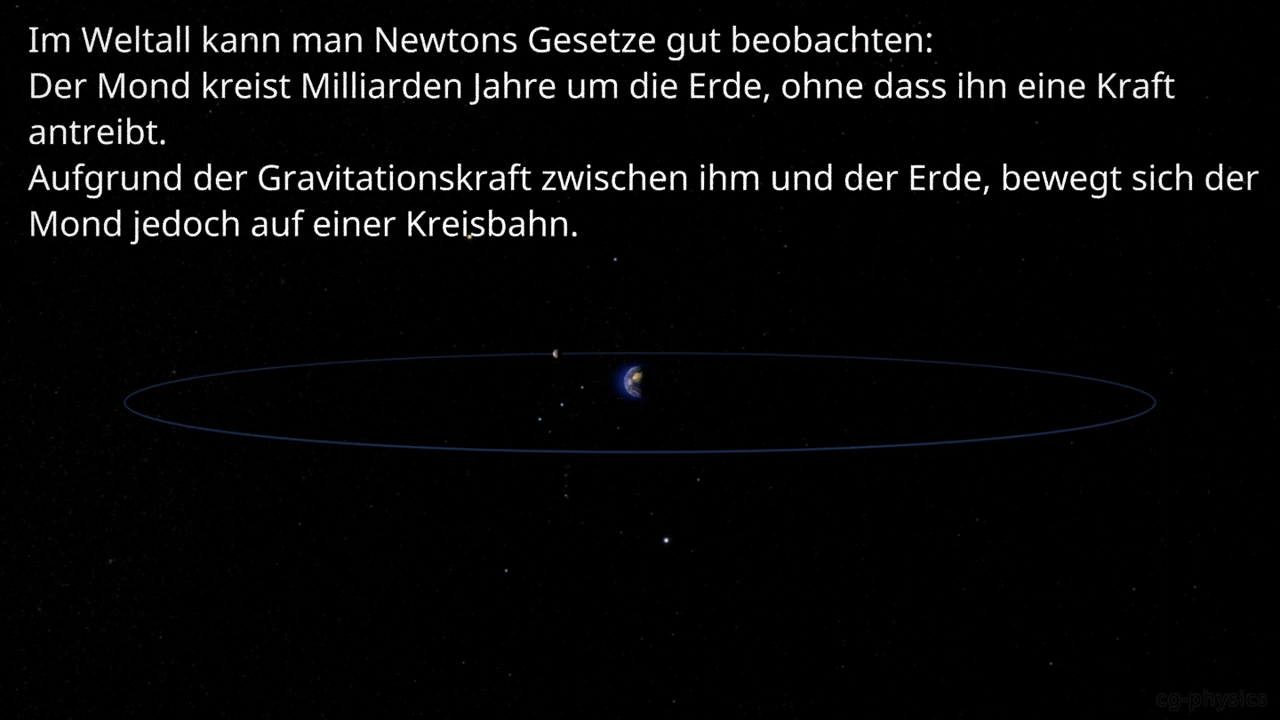 Im Weltall kann man Newtons Gesetze gut beobachten:
Der Mond kreist Milliarden Jahre um die Erde, ohne dass ihn eine Kraft
antreibt.
Aufgrund der Gravitationskraft zwischen ihm und der Erde, bewegt sich der
Mond jedoch auf einer Kreisbahn.
cg-physics